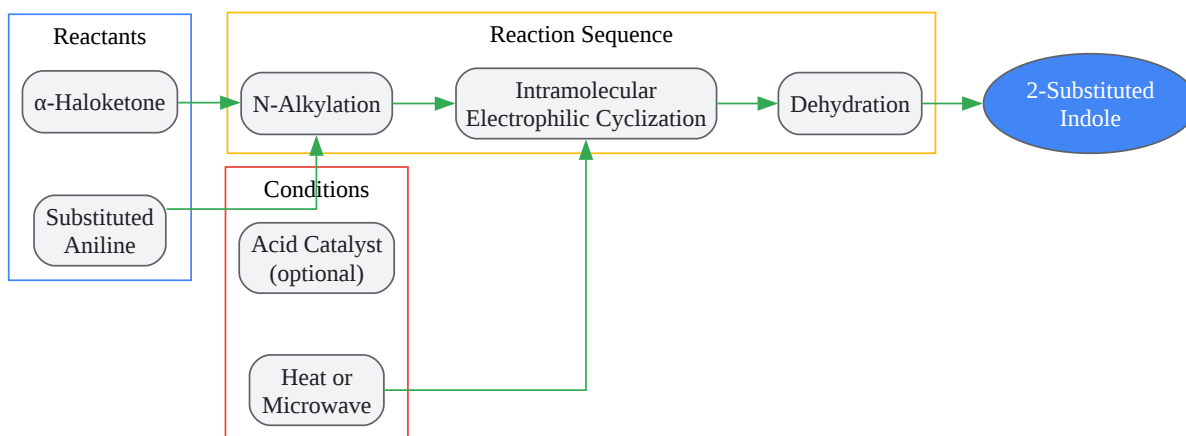 Reactants
α-Haloketone
Substituted
Aniline
Conditions
Acid Catalyst
(optional)
Heat or
Microwave
Reaction Sequence
N-Alkylation
Intramolecular
Electrophilic Cyclization
Dehydration
2-Substituted
Indole